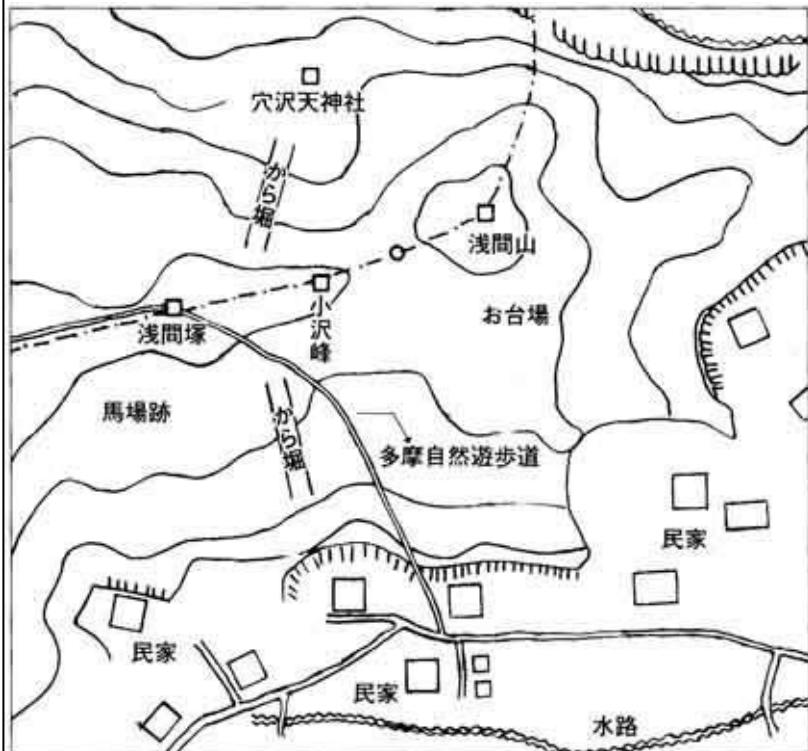 穴沢天神社
から堀
浅間山
お台場
小沢峰
浅間塚
馬場跡
から堀
多摩自然遊歩道
民家
民家
民家
水路